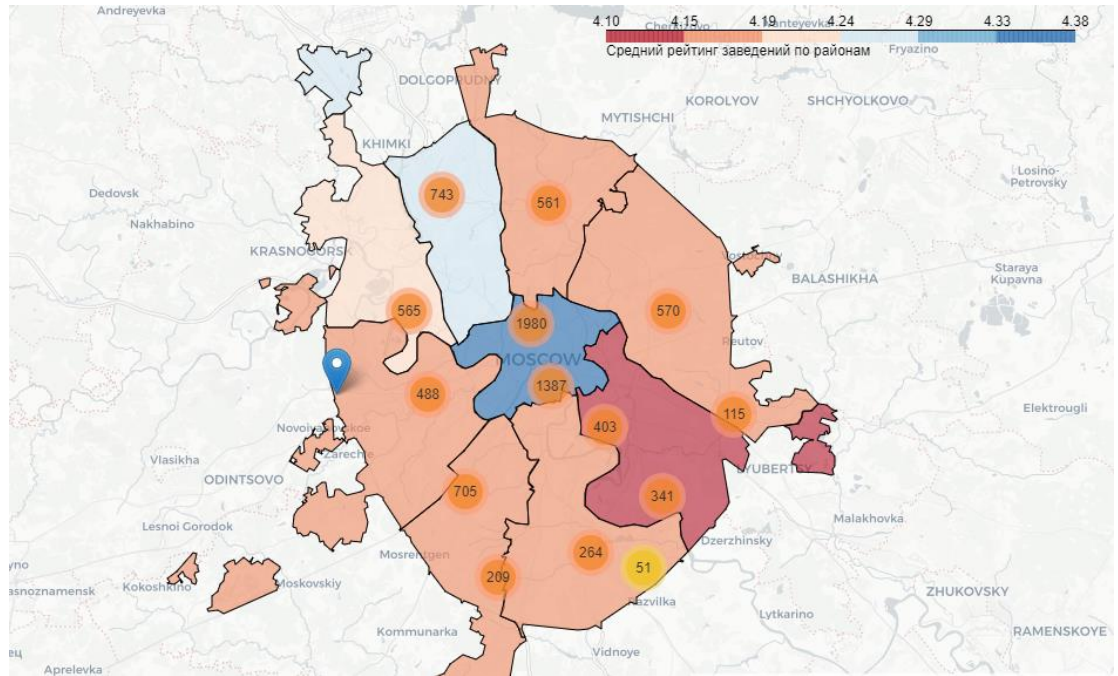 Andreyevka
4.10 4.15 4.19 4.24 4.29 4.33 4.38
Средний рейтинг заведений по районам
Fryazino
DOLGOPRUDNY
KOROLYOV
SHCHYOLKOVO
MYTISHCHI
KHIMKI
Losino-
Petrovsky
Dedovsk
743
561
Nakhabino
KRASNOGORSK
BALASHIKHA
Staraya
Kupavna
565
1980
570
Reutov
MOSCOW
488
1387
Elektrougli
403
115
Novoivanovskoe
Zarechie
Vlasikha
LYUBERTSY
ODINTSOVO
705
341
Malakhovka
Lesnoi Gorodok
Dzerzhinsky
Mosrentgen
264
51
209
Kokoshkino
Moskovskiy
ZHUKOVSKY
Razvilka
Lytkarino
Kommunarka
RAMENSKOYE
Vidnoye
Aprelevka